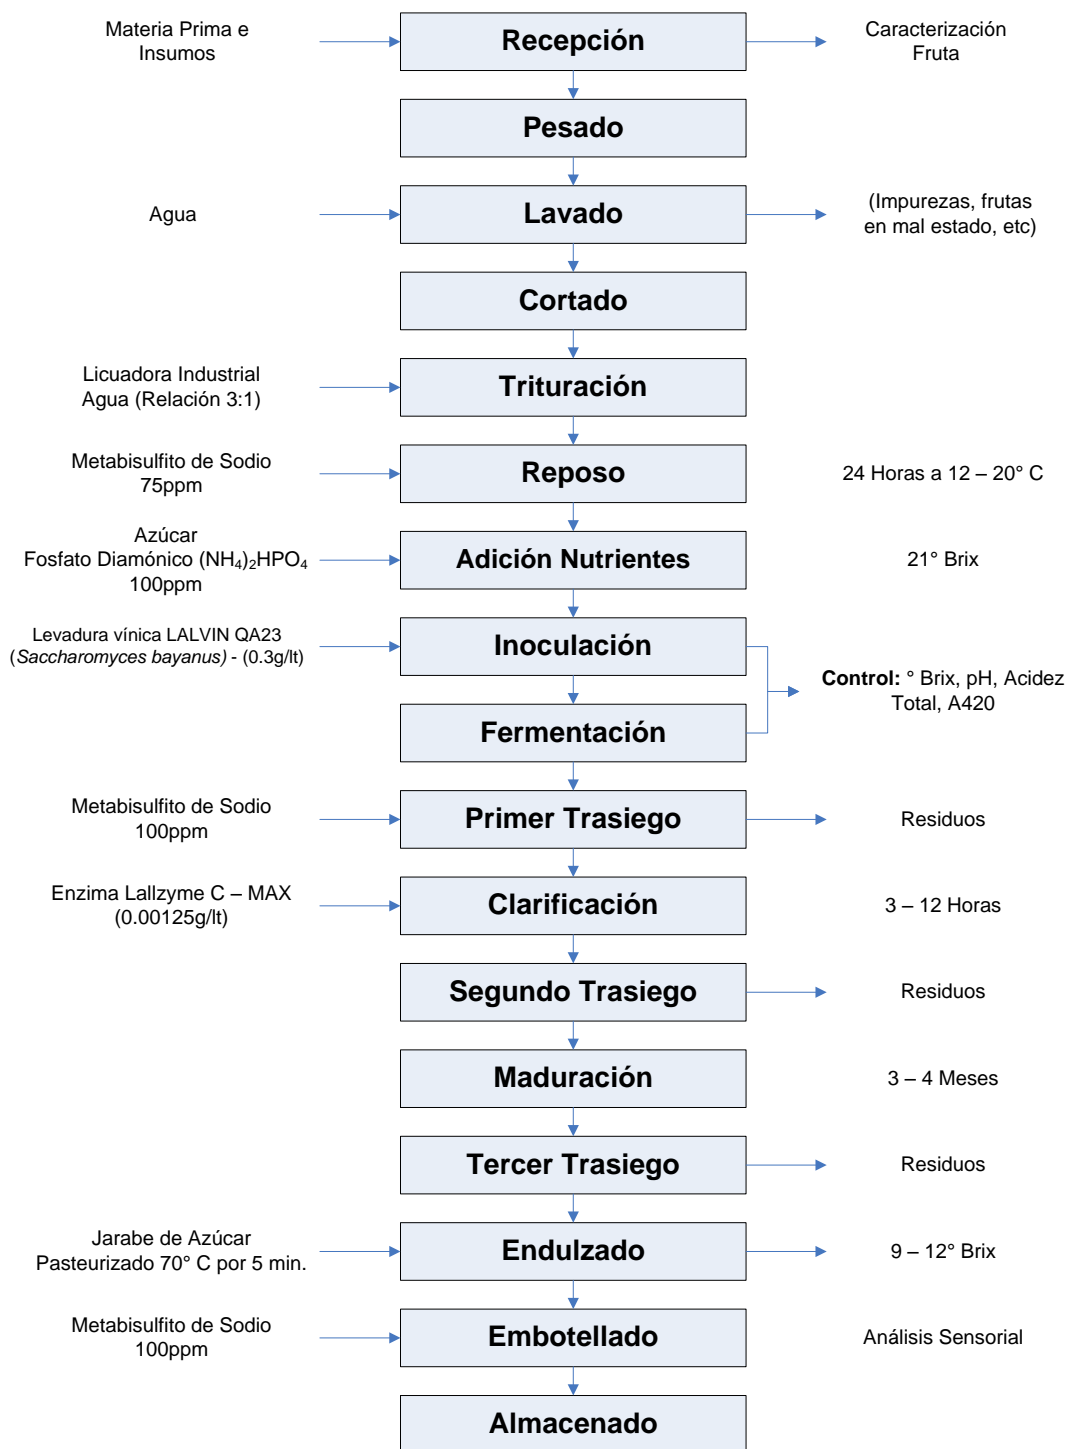 Materia Prima e
Insumos
Recepción
Caracterización
Fruta
Pesado
Agua
Lavado
(Impurezas, frutas
en mal estado, etc)
Cortado
Licuadora Industrial
Agua (Relación 3:1)
Trituración
Metabisulfito de Sodio
75ppm
Reposo
24 Horas a 12 – 20° C
Azúcar
Fosfato Diamónico (NH₄)₂HPO₄
100ppm
Adición Nutrientes
21° Brix
Levadura vínica LALVIN QA23
(Saccharomyces bayanus) - (0.3g/lt)
Inoculación
Control: ° Brix, pH, Acidez
Total, A420
Fermentación
Metabisulfito de Sodio
100ppm
Primer Trasiego
Residuos
Enzima Lallzyme C – MAX
(0.00125g/lt)
Clarificación
3 – 12 Horas
Segundo Trasiego
Residuos
Maduración
3 – 4 Meses
Tercer Trasiego
Residuos
Jarabe de Azúcar
Pasteurizado 70° C por 5 min.
Endulzado
9 – 12° Brix
Metabisulfito de Sodio
100ppm
Embotellado
Análisis Sensorial
Almacenado